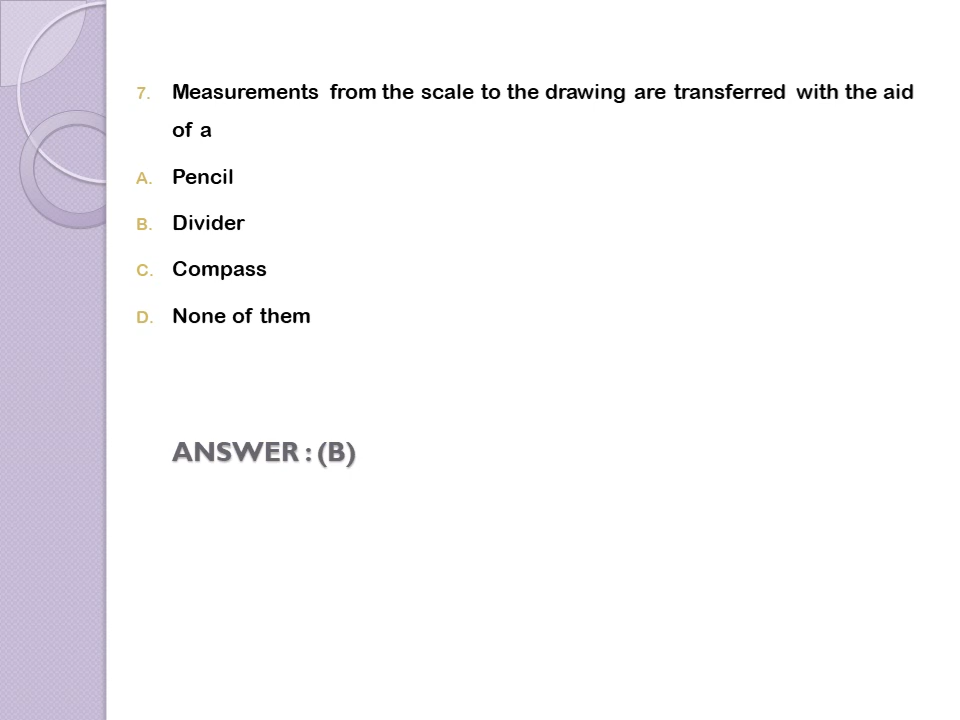 7. Measurements from the scale to the drawing are transferred with the aid
of a
A. Pencil
B. Divider
C. Compass
D. None of them
ANSWER : (B)